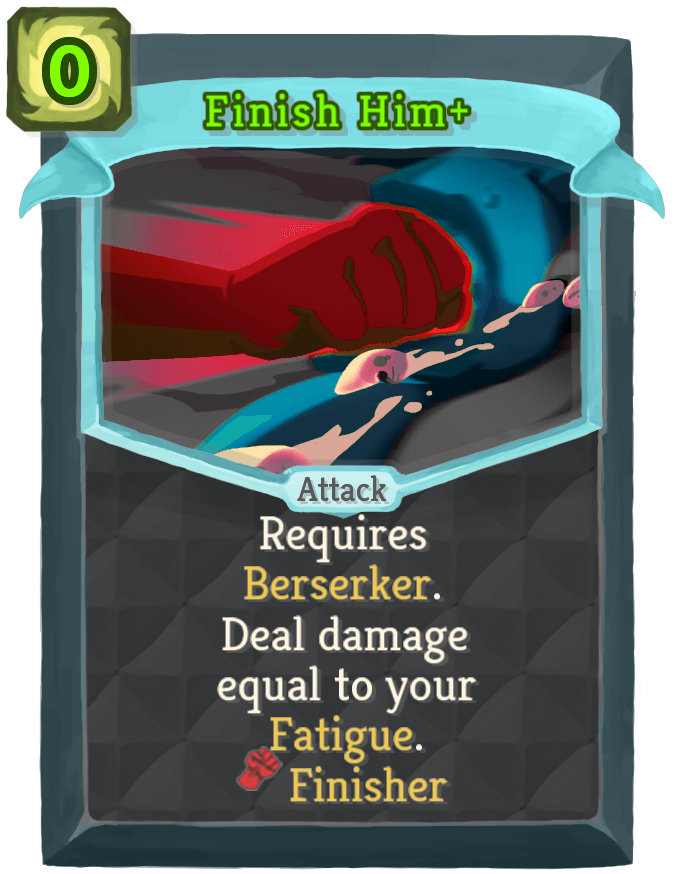 0
Finish Him+
Attack
Requires
Berserker.
Deal damage
equal to your
Fatigue.
Finisher